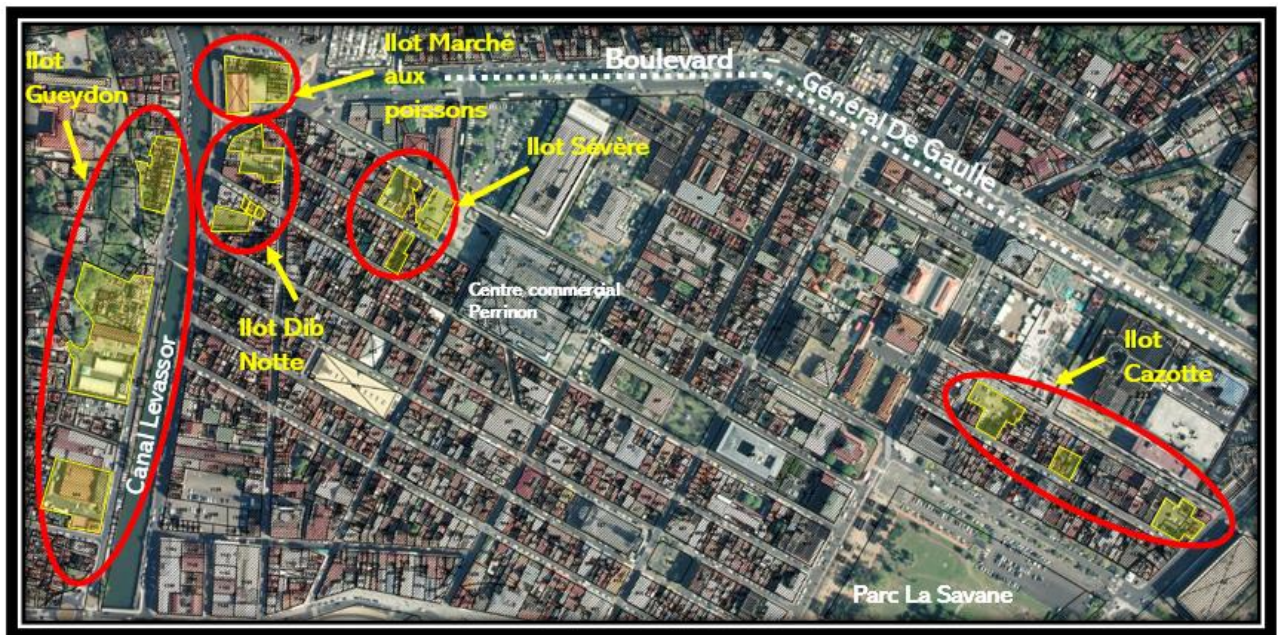 Ilot
Gueydon
Ilot Marché
aux
poissons
Boulevard
Général De Gaulle
Ilot Sévère
Centre commercial
Perrinon
Ilot Dib
Notte
Canal Levassor
Ilot
Cazotte
Parc La Savane